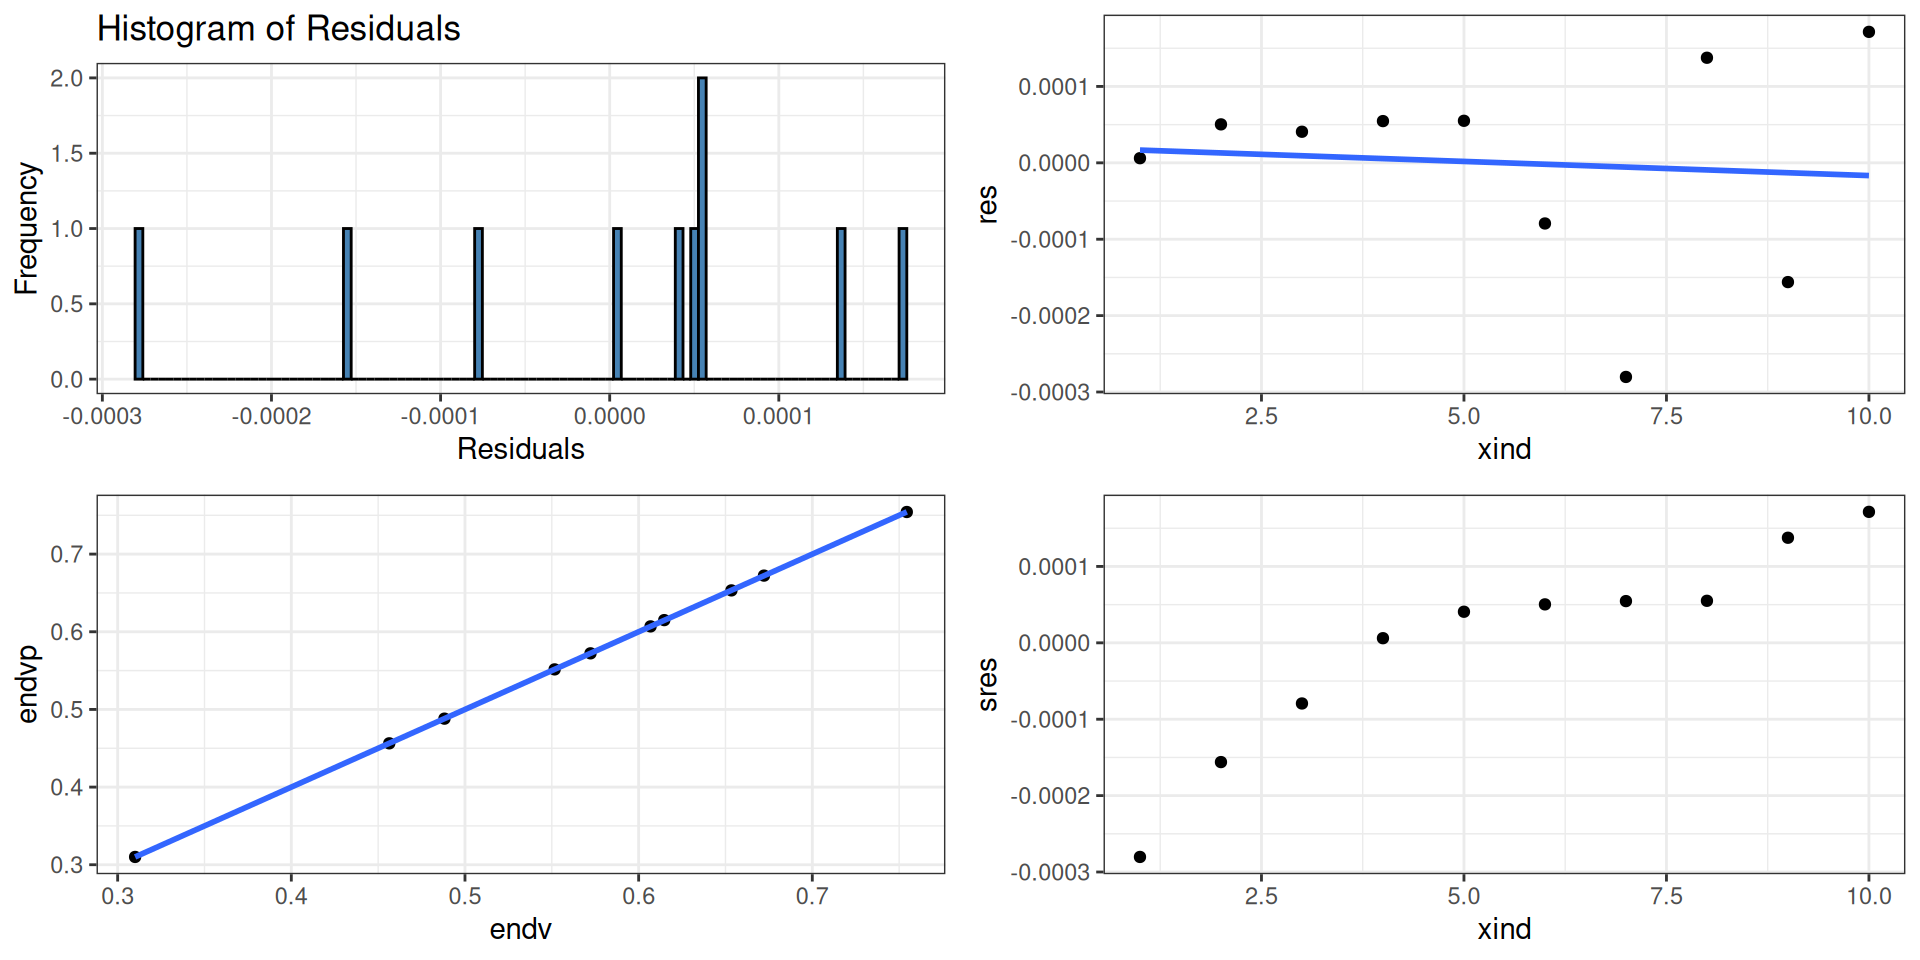 Histogram of Residuals
2.0
1.5
1.0
0.5
0.0
Frequency
-0.0003 -0.0002 -0.0001 0.0000 0.0001
Residuals
0.0001
0.0000
-0.0001
-0.0002
-0.0003
res
2.5 5.0 7.5 10.0
xind
0.7
0.6
0.5
0.4
0.3
endvp
0.3 0.4 0.5 0.6 0.7
endv
0.0001
0.0000
-0.0001
-0.0002
-0.0003
sres
2.5 5.0 7.5 10.0
xind